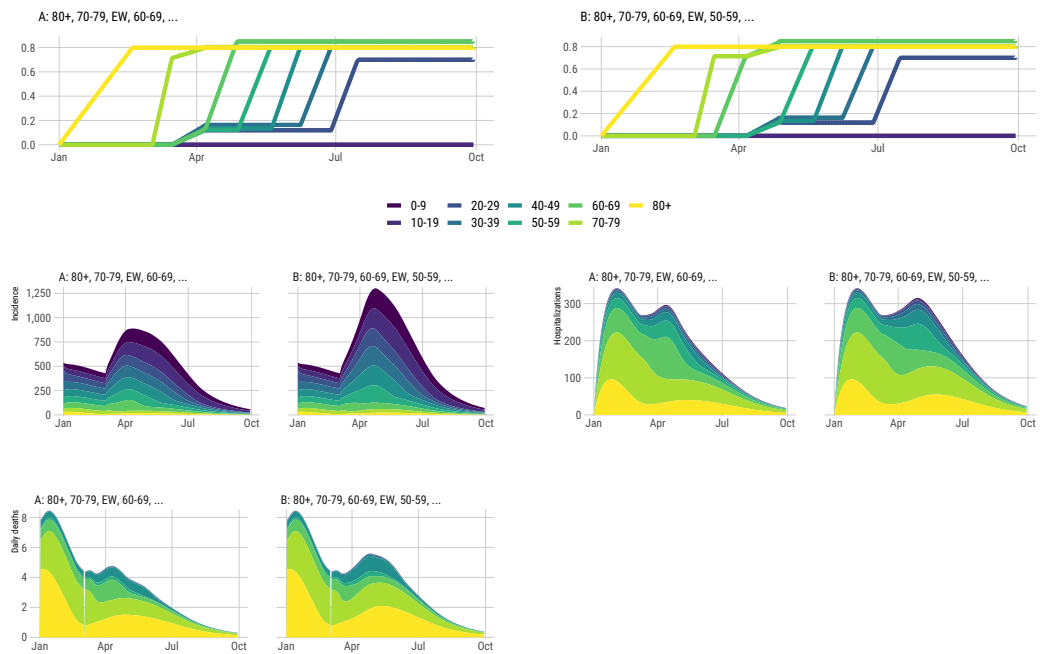 A: 80+, 70-79, EW, 60-69, ...
B: 80+, 70-79, 60-69, EW, 50-59, ...
0.8
0.6
0.4
0.2
0.0
Jan Apr Jul Oct
0.8
0.6
0.4
0.2
0.0
Jan Apr Jul Oct
0-9 20-29 40-49 60-69 80+
10-19 30-39 50-59 70-79
A: 80+, 70-79, EW, 60-69, ...
B: 80+, 70-79, 60-69, EW, 50-59, ...
Incidence
1,250
1,000
750
500
250
0
Jan Apr Jul Oct
Jan Apr Jul Oct
A: 80+, 70-79, EW, 60-69, ...
B: 80+, 70-79, 60-69, EW, 50-59, ...
Hospitalizations
300
200
100
0
Jan Apr Jul Oct
Jan Apr Jul Oct
A: 80+, 70-79, EW, 60-69, ...
B: 80+, 70-79, 60-69, EW, 50-59, ...
Daily deaths
8
6
4
2
0
Jan Apr Jul Oct
Jan Apr Jul Oct